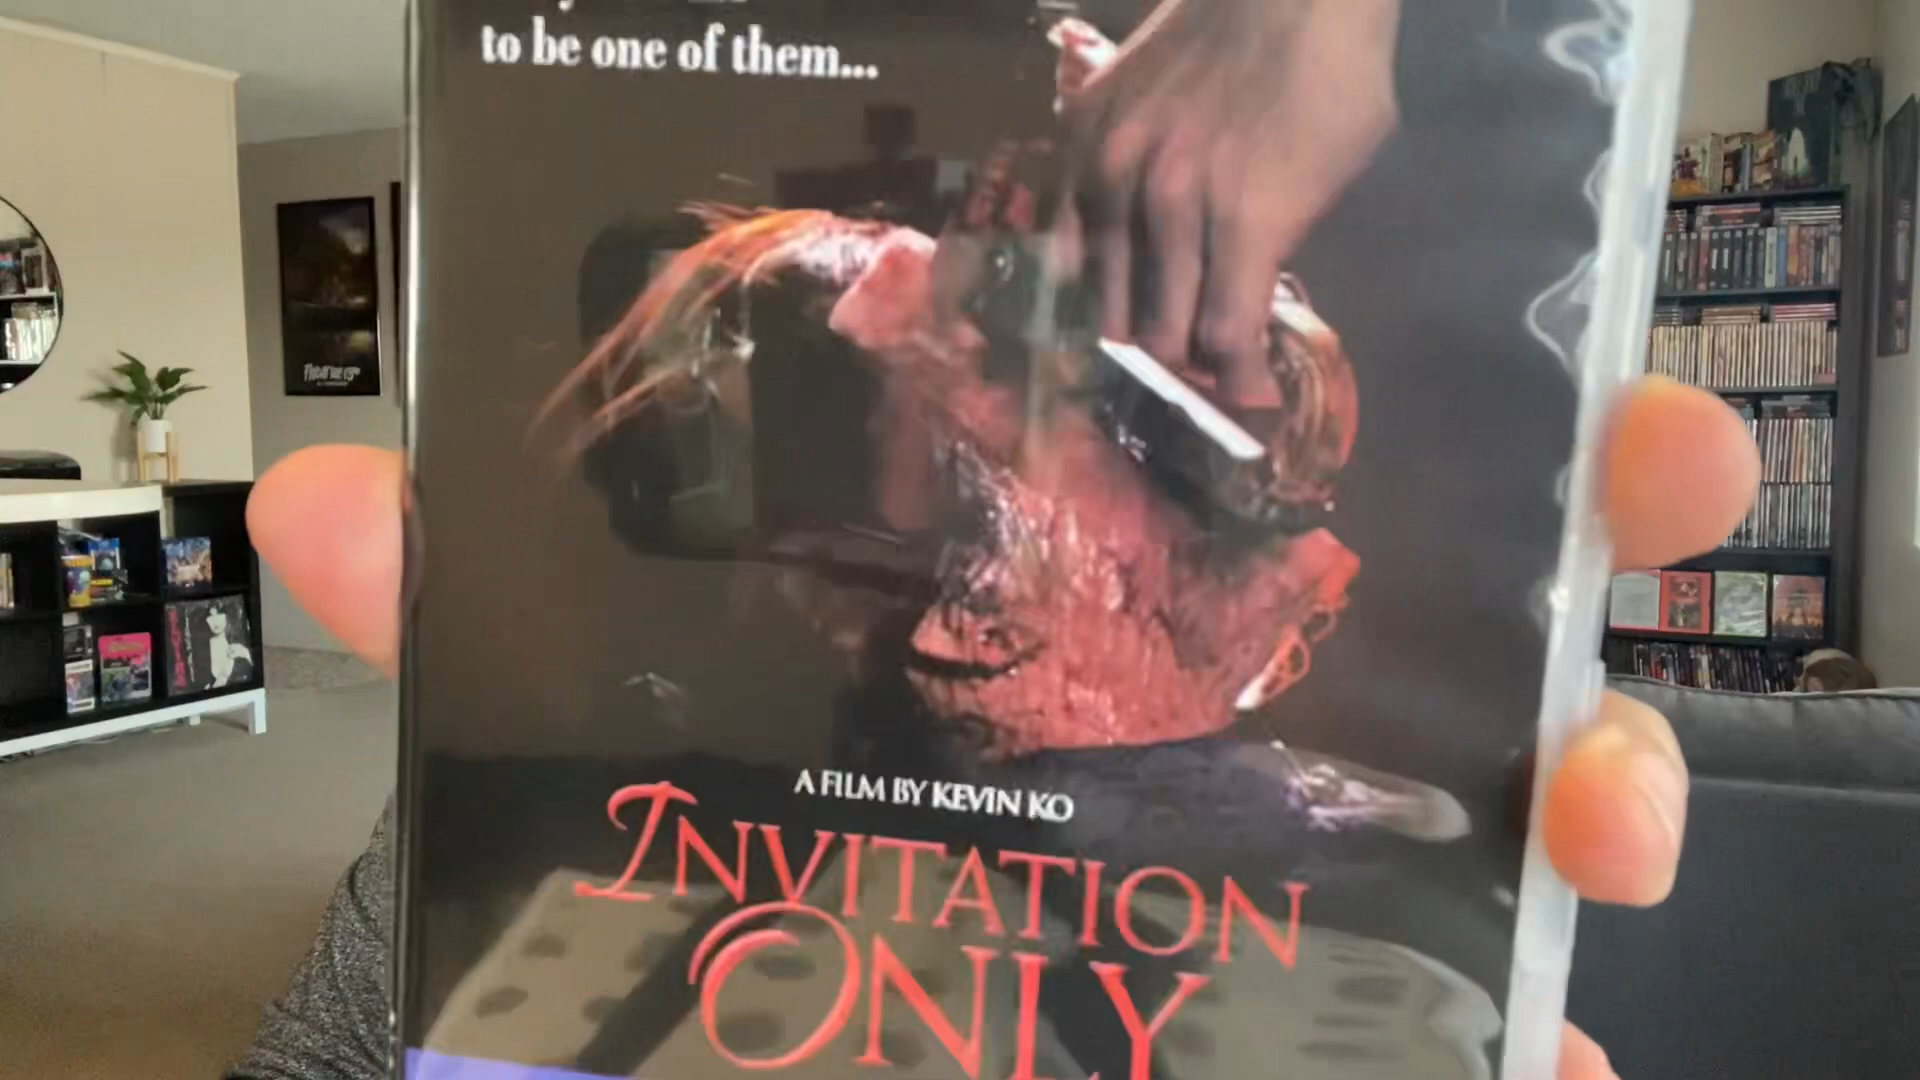 to be one of them...
A FILM BY KEVIN KO
INVITATION
ONLY